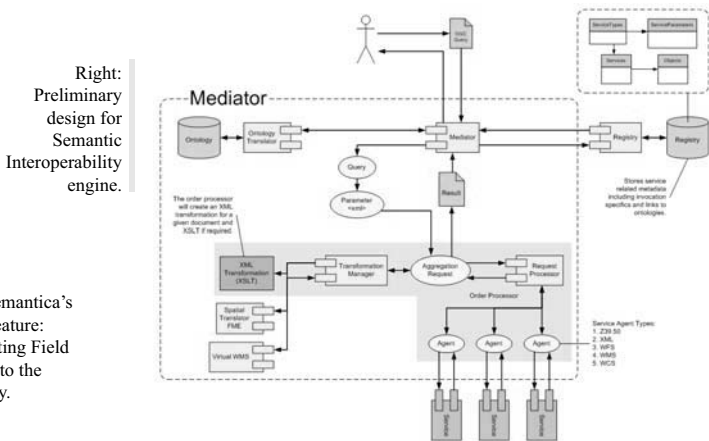 Right:
Preliminary
design for
Semantic
Interoperability
engine.
emantica's
eature:
ting Field
to the
y.
OGC
Query
ServiceTypes
ServiceParameters
Services
Objects
Mediator
Ontology
Ontology
Translator
Mediator
Registry
Registry
Query
Result
Parameter
<xml>
Stores service
related metadata
including invocation
specifics and links to
ontologies.
The order processor
will create an XML
transformation for a
given document and
XSLT if required.
XML
Transformation
(XSLT)
Transformation
Manager
Aggregation
Request
Request
Processor
Order Processor
Spatial
Translator
FME
Virtual WMS
Agent
Agent
Agent
Service Agent Types:
1. Z39.50
2. XML
3. WFS
4. WMS
5. WCS
Service
Service
Service